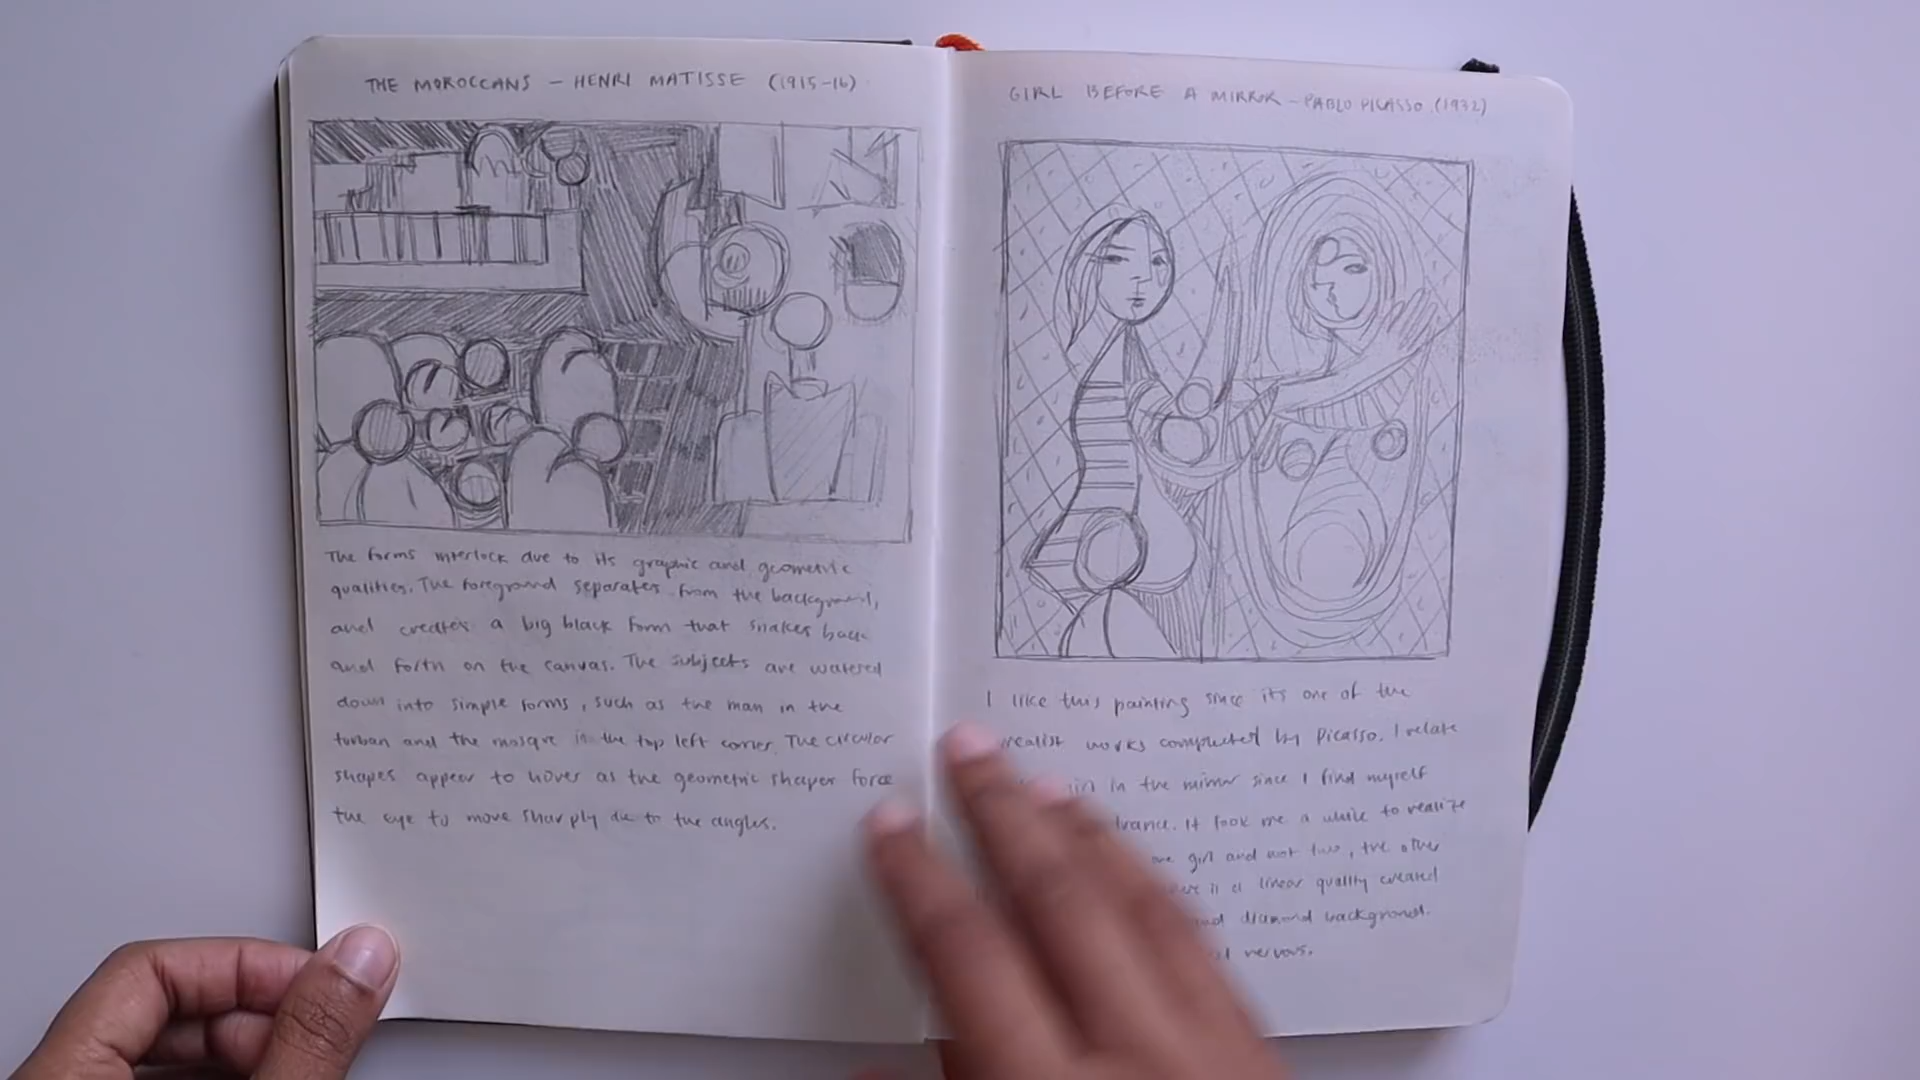 THE MOROCCANS - HENRI MATISSE (1915-16)
The forms interlock due to its graphic and geometric
qualities. The foreground separates from the background,
and creates a big black form that snakes back
and forth on the canvas. The subjects are watered
down into simple forms, such as the man in the
turban and the mosque in the top left corner. The circular
shapes appear to hover as the geometric shapes force
the eye to move sharply due to the angles.
GIRL BEFORE A MIRROR - PABLO PICASSO (1932)
I like this painting since its one of the
works completed by Picasso. I relate
in the mirror since I find myself
It took me a while to realize
girl and not two, the other
is a linear quality created
diamond background.
nervous.